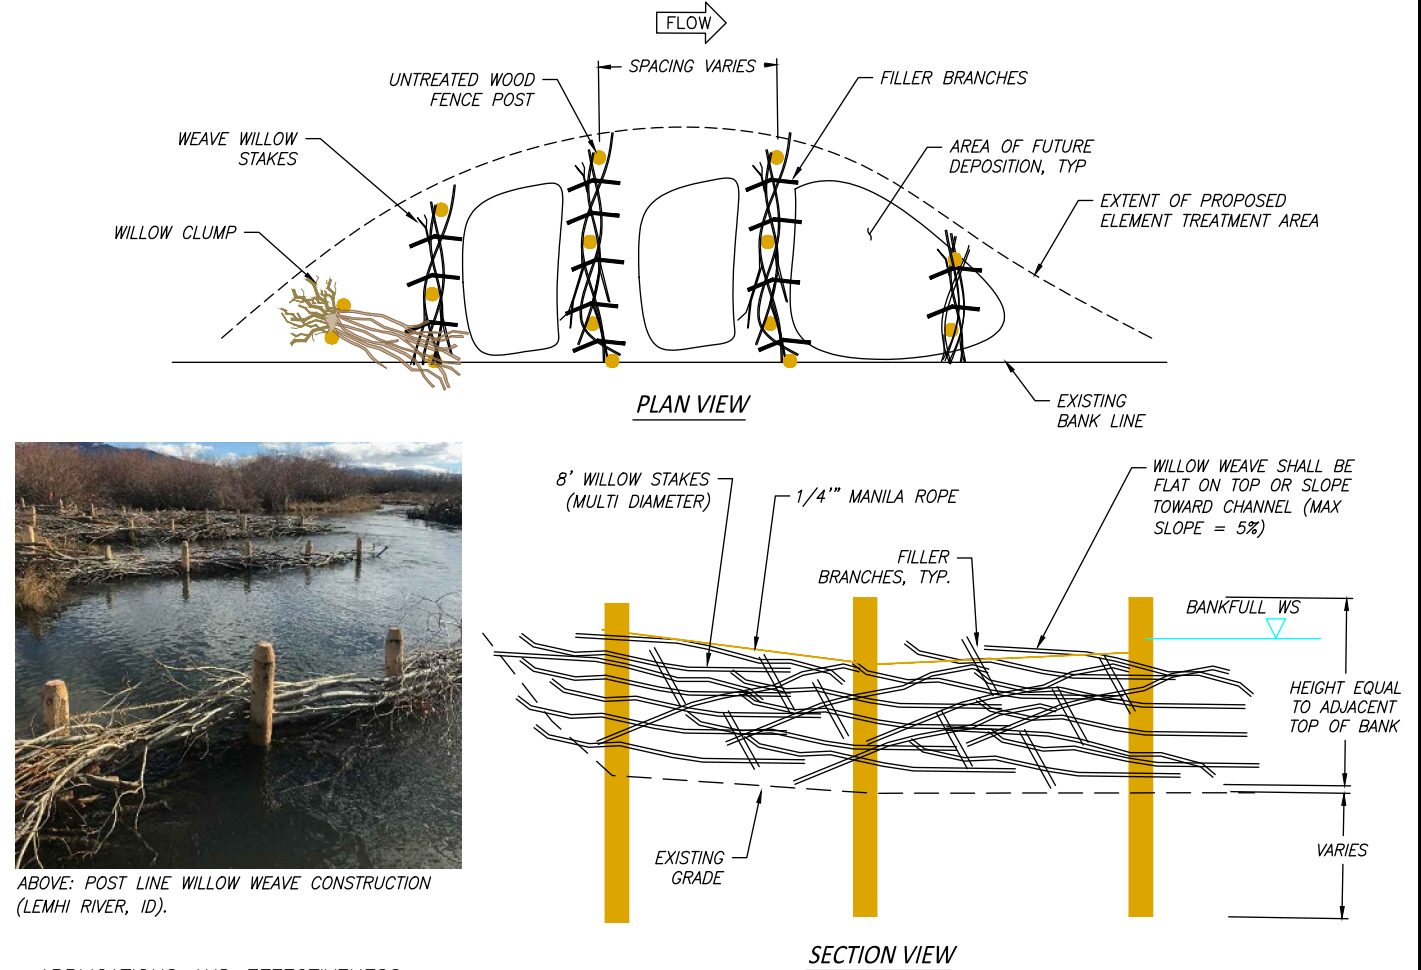 FLOW
SPACING VARIES
UNTREATED WOOD
FENCE POST
FILLER BRANCHES
WEAVE WILLOW
STAKES
AREA OF FUTURE
DEPOSITION, TYP
EXTENT OF PROPOSED
ELEMENT TREATMENT AREA
WILLOW CLUMP
EXISTING
BANK LINE
PLAN VIEW
ABOVE: POST LINE WILLOW WEAVE CONSTRUCTION
(LEMHI RIVER, ID).
8' WILLOW STAKES
(MULTI DIAMETER)
1/4'" MANILA ROPE
WILLOW WEAVE SHALL BE
FLAT ON TOP OR SLOPE
TOWARD CHANNEL (MAX
SLOPE = 5%)
FILLER
BRANCHES, TYP.
BANKFULL WS
HEIGHT EQUAL
TO ADJACENT
TOP OF BANK
VARIES
EXISTING
GRADE
SECTION VIEW